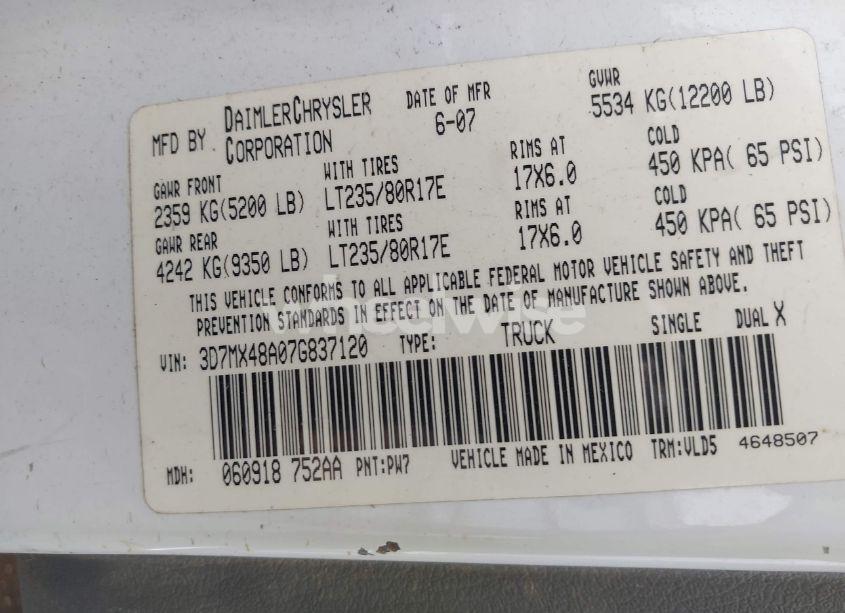 MFD BY DAIMLERCHRYSLER CORPORATION
DATE OF MFR 6-07
GVWR 5534 KG(12200 LB)
GAWR FRONT WITH TIRES RIMS AT COLD
2359 KG(5200 LB) LT235/80R17E 17X6.0 450 KPA( 65 PSI)
GAWR REAR WITH TIRES RIMS AT COLD
4242 KG(9350 LB) LT235/80R17E 17X6.0 450 KPA( 65 PSI)
THIS VEHICLE CONFORMS TO ALL APPLICABLE FEDERAL MOTOR VEHICLE SAFETY AND THEFT
PREVENTION STANDARDS IN EFFECT ON THE DATE OF MANUFACTURE SHOWN ABOVE.
wheelwise
VIN: 3D7MX48A07G837120 TYPE: TRUCK SINGLE DUAL X
MDH: 060918 752AA PNT:PW7 VEHICLE MADE IN MEXICO TRM:VLD5 4648507